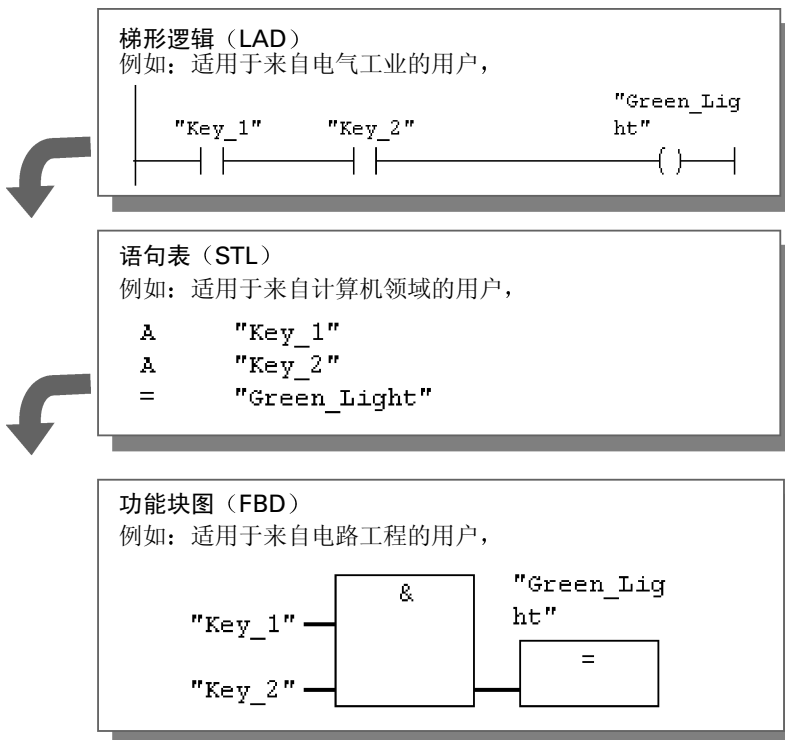 梯形逻辑（LAD）
例如：适用于来自电气工业的用户，
"Green_Lig
"Key_1" "Key_2" ht"
( )
语句表（STL）
例如：适用于来自计算机领域的用户，
A "Key_1"
A "Key_2"
= "Green_Light"
功能块图（FBD）
例如：适用于来自电路工程的用户，
& "Green_Lig
"Key_1" ht"
=
"Key_2"